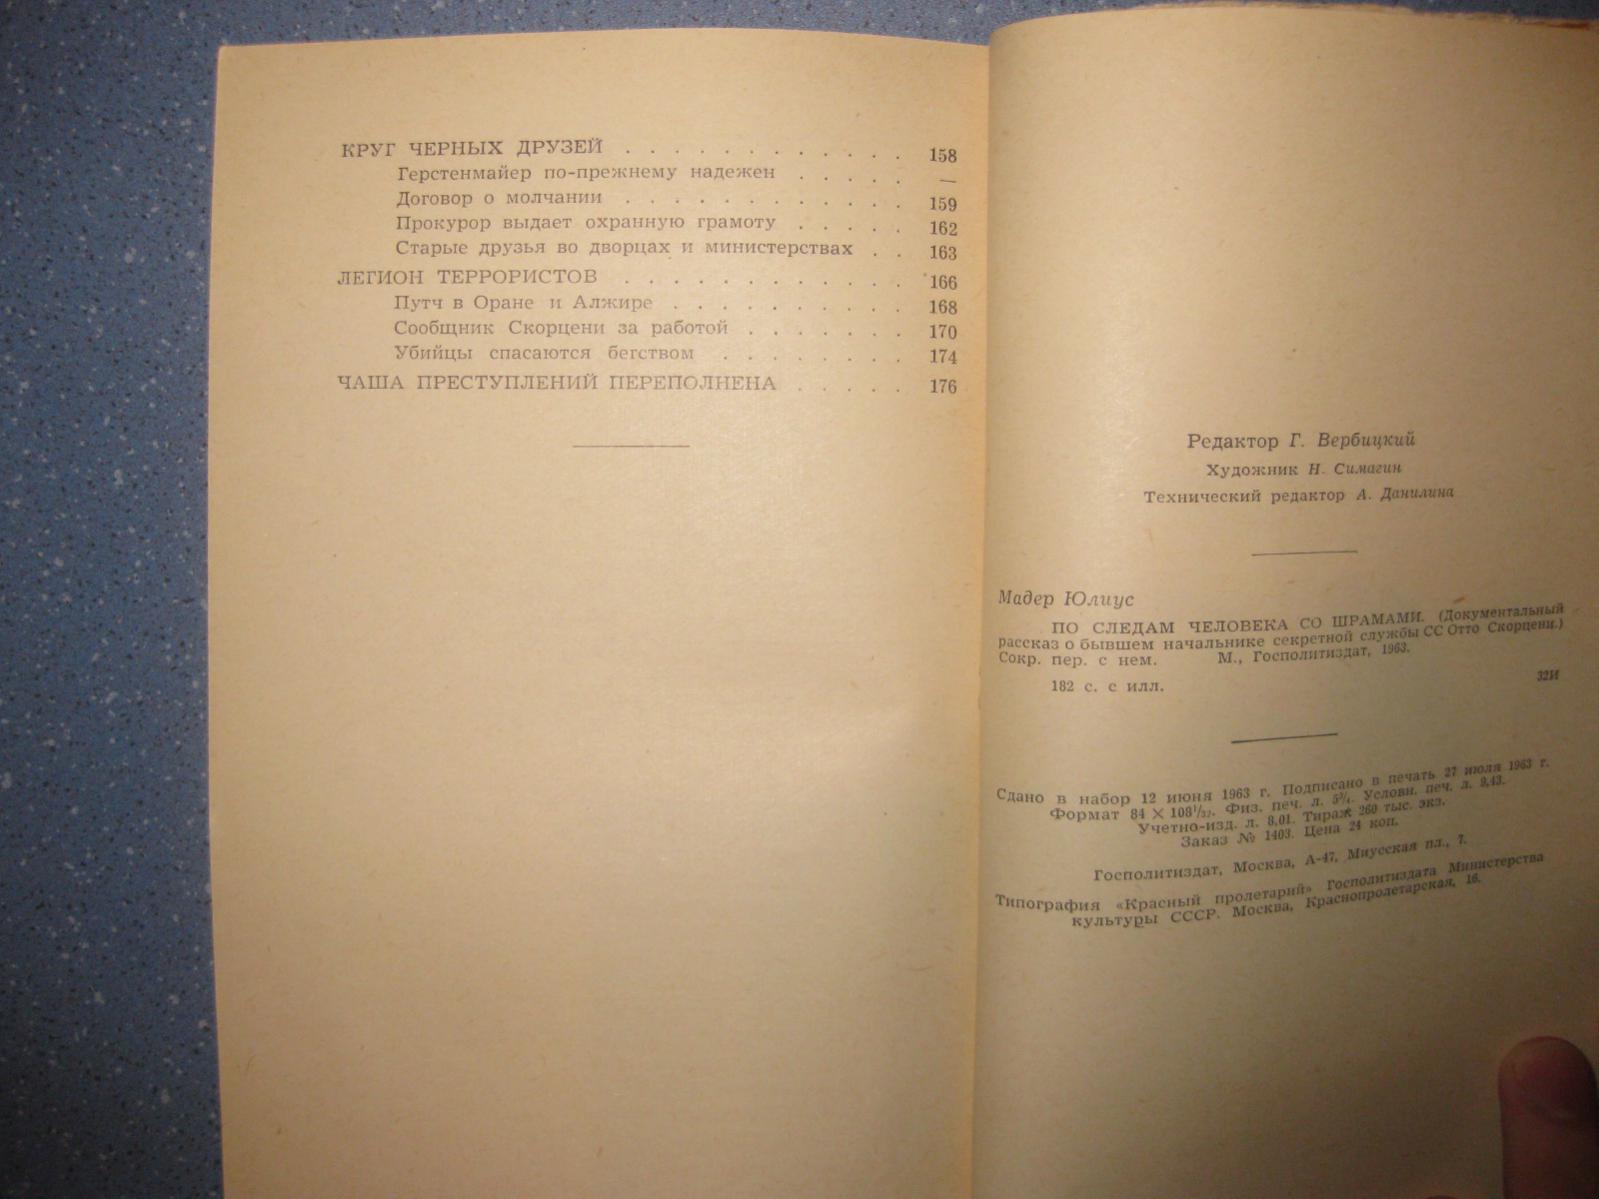 КРУГ ЧЕРНЫХ ДРУЗЕЙ . . . . . . . . . . . . 158
Герстенмайер по-прежнему надежен . . . . . —
Договор о молчании . . . . . . . . . . . . 159
Прокурор выдает охранную грамоту . . . . . 162
Старые друзья во дворцах и министерствах . . 163
ЛЕГИОН ТЕРРОРИСТОВ . . . . . . . . . . . . 166
Путч в Оране и Алжире . . . . . . . . . . 168
Сообщник Скорцени за работой . . . . . . . 170
Убийцы спасаются бегством . . . . . . . . 174
ЧАША ПРЕСТУПЛЕНИЙ ПЕРЕПОЛНЕНА . . . . . 176
Редактор Г. Вербицкий
Художник Н. Симагин
Технический редактор А. Данилина
Мадер Юлиус
ПО СЛЕДАМ ЧЕЛОВЕКА СО ШРАМАМИ. (Документальный
рассказ о бывшем начальнике секретной службы СС Отто Скорцени.)
Сокр. пер. с нем. М., Госполитиздат, 1963.
182 с. с илл. 32И
Сдано в набор 12 июня 1963 г. Подписано в печать 27 июля 1963 г.
Формат 84 × 108 1/32. Физ. печ. л. 5 3/4. Условн. печ. л. 9,43.
Учетно-изд. л. 8,01. Тираж 260 тыс. экз.
Заказ № 1403. Цена 24 коп.
Госполитиздат, Москва, А-47, Миусская пл., 7.
Типография «Красный пролетарий» Госполитиздата Министерства
культуры СССР. Москва, Краснопролетарская, 16.